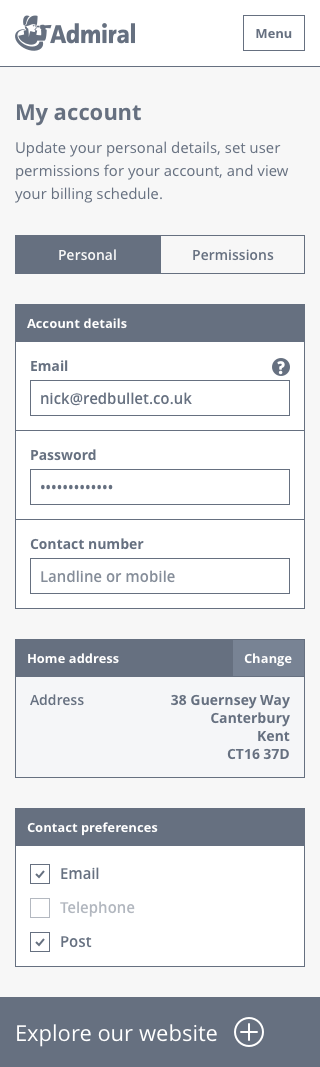 Admiral
Menu
My account
Update your personal details, set user
permissions for your account, and view
your billing schedule.
Personal
Permissions
Account details
Email
?
nick@redbullet.co.uk
Password
•••••••••••••
Contact number
Landline or mobile
Home address
Change
Address
38 Guernsey Way
Canterbury
Kent
CT16 37D
Contact preferences
Email
Telephone
Post
Explore our website